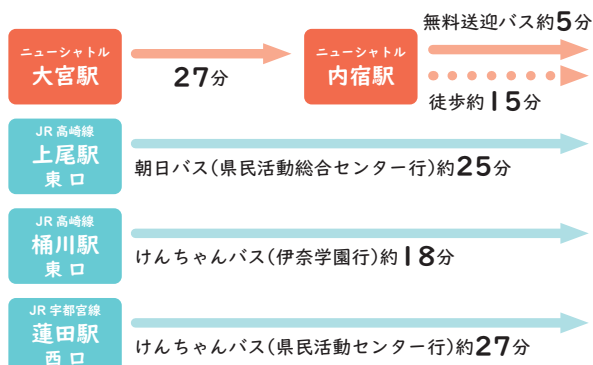 無料送迎バス約5分
ニューシャトル
大宮駅
27分
ニューシャトル
内宿駅
徒歩約15分
JR高崎線
上尾駅
東口
朝日バス(県民活動総合センター行)約25分
JR高崎線
桶川駅
東口
けんちゃんバス(伊奈学園行)約18分
JR宇都宮線
蓮田駅
西口
けんちゃんバス(県民活動センター行)約27分